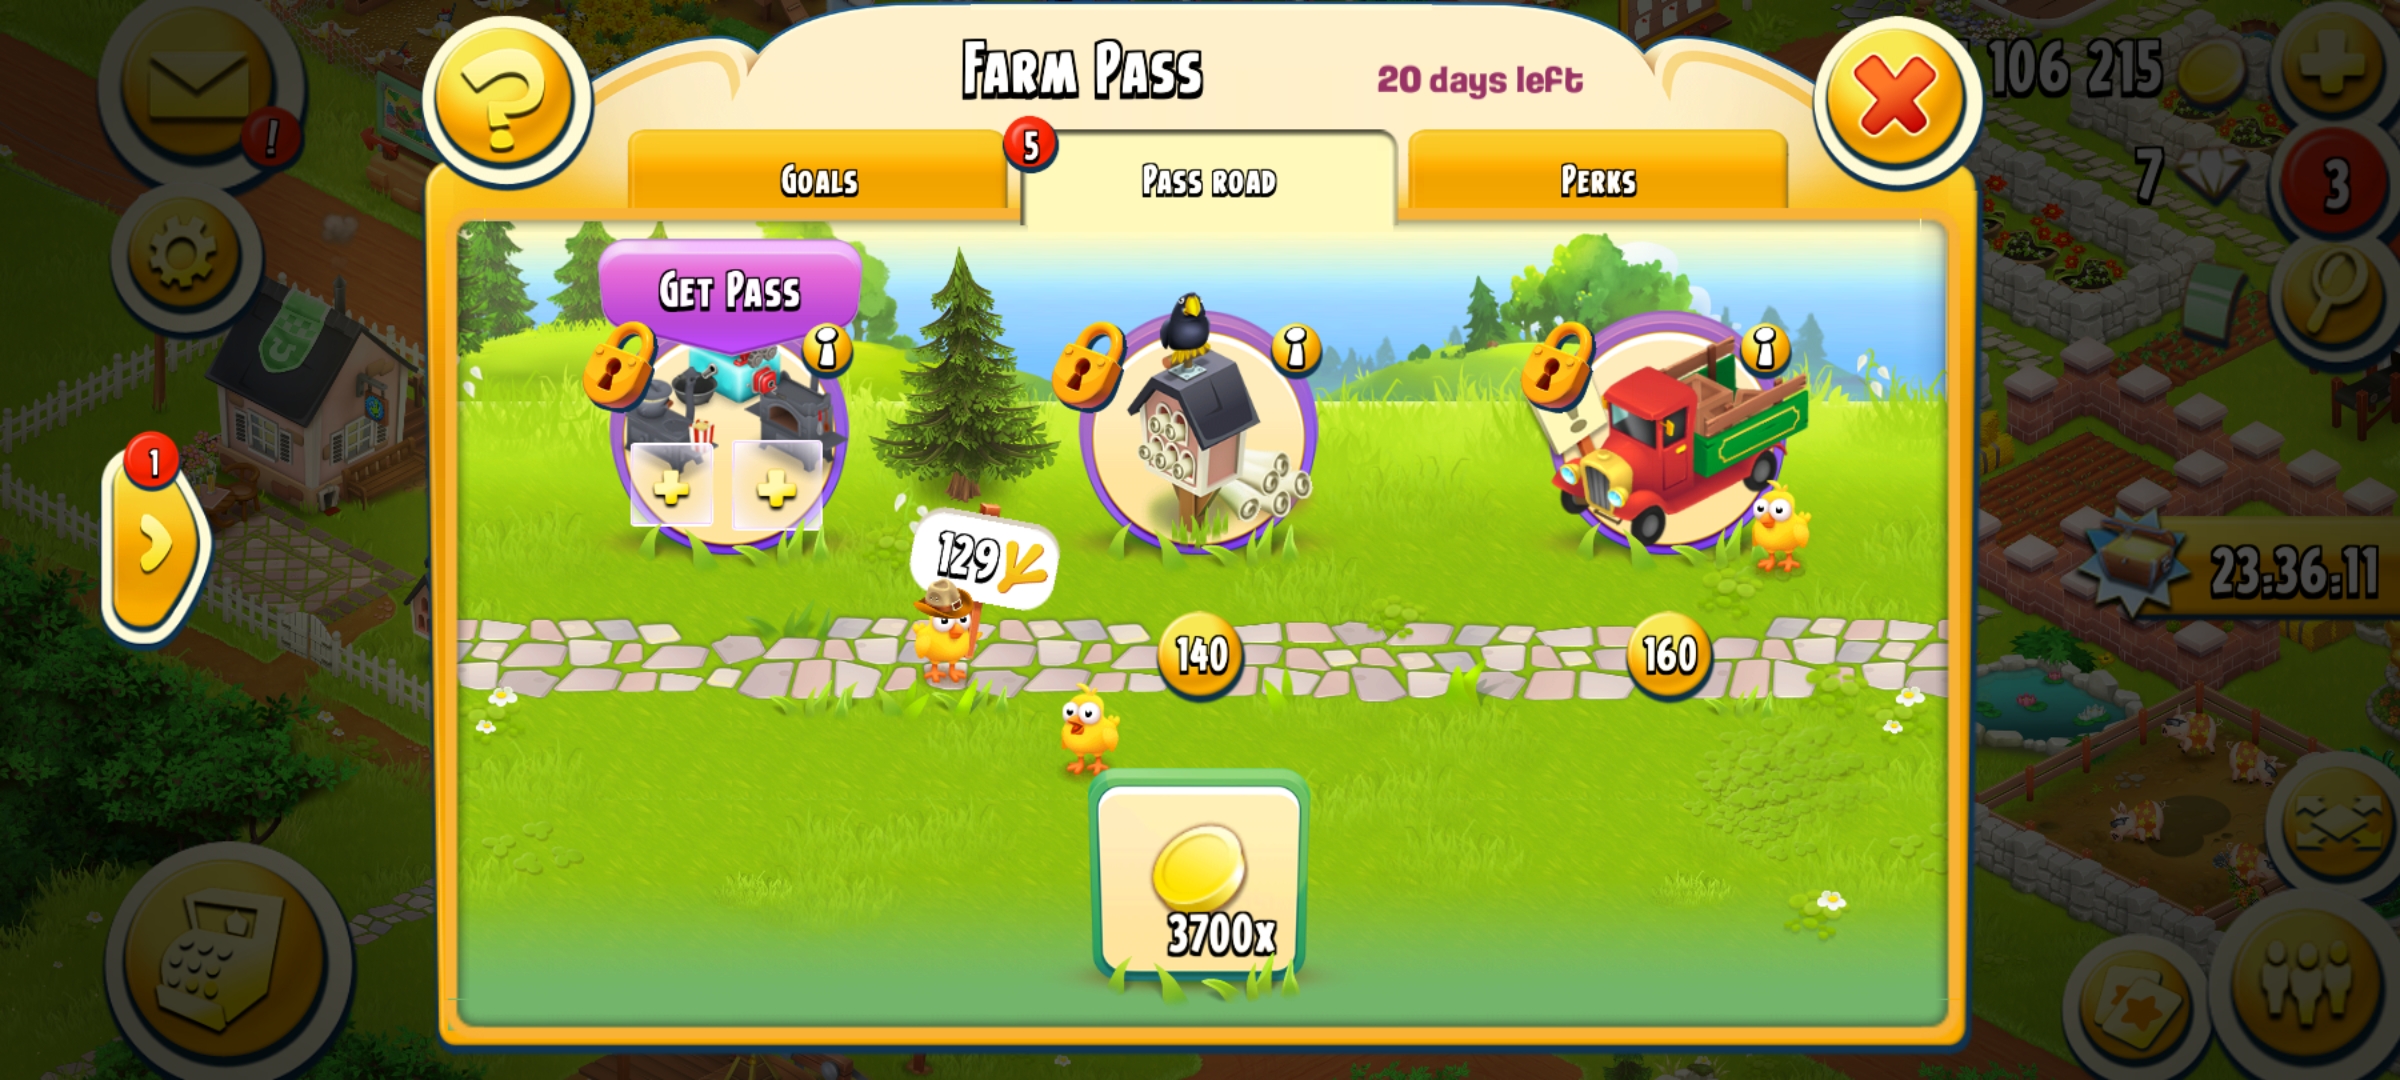 FARM PASS
20 days left
106 215
!
5
GOALS
PASS ROAD
PERKS
7
3
GET PASS
1
129
23:36:11
140
160
3700x